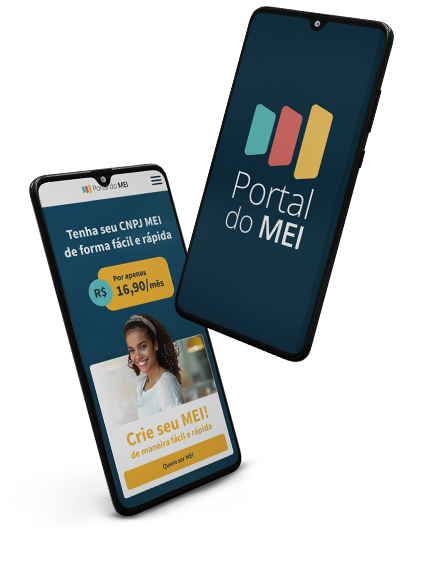 Portal do MEI
Tenha seu CNPJ MEI
de forma fácil e rápida
R$
Por apenas
16,90/mês
Crie seu MEI!
de maneira fácil e rápida
Quero ser MEI
Portal
do MEI